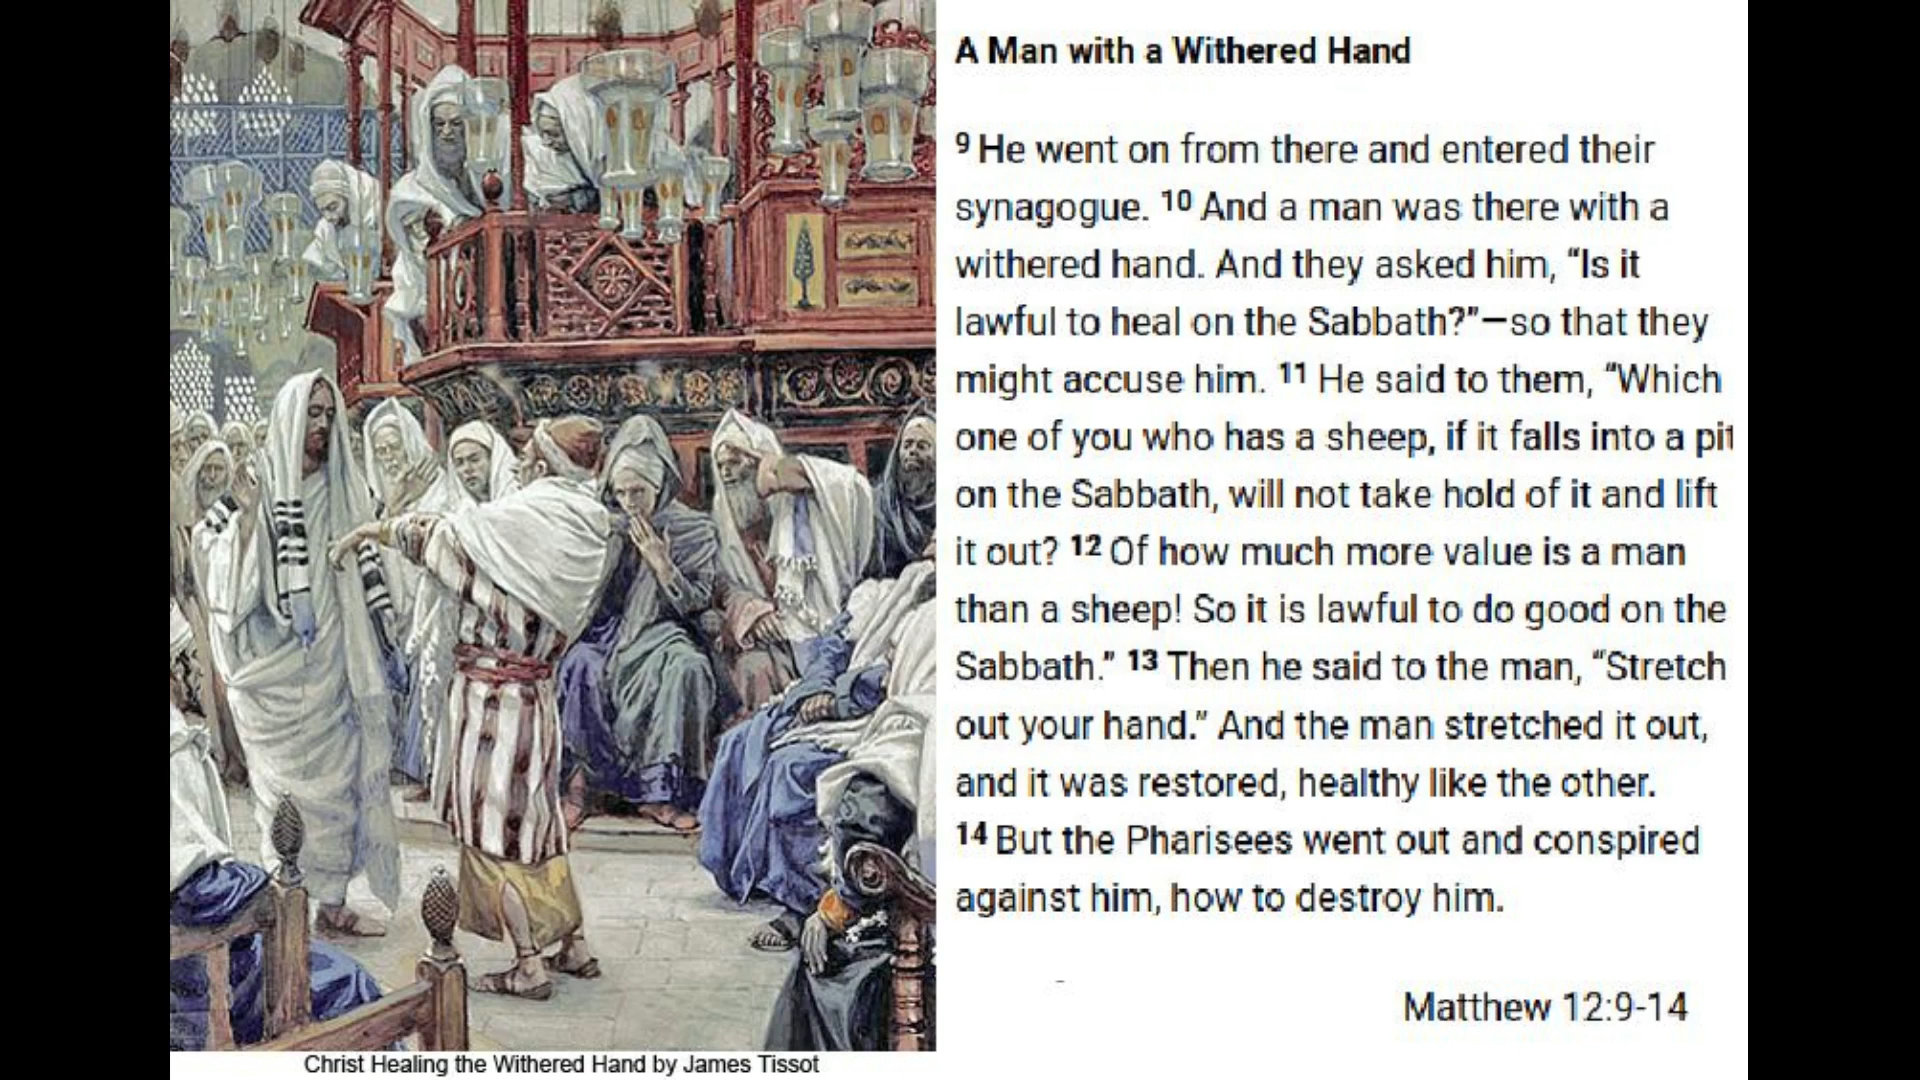 A Man with a Withered Hand
9 He went on from there and entered their
synagogue. 10 And a man was there with a
withered hand. And they asked him, “Is it
lawful to heal on the Sabbath?”—so that they
might accuse him. 11 He said to them, “Which
one of you who has a sheep, if it falls into a pit
on the Sabbath, will not take hold of it and lift
it out? 12 Of how much more value is a man
than a sheep! So it is lawful to do good on the
Sabbath.” 13 Then he said to the man, “Stretch
out your hand.” And the man stretched it out,
and it was restored, healthy like the other.
14 But the Pharisees went out and conspired
against him, how to destroy him.
Matthew 12:9-14
Christ Healing the Withered Hand by James Tissot